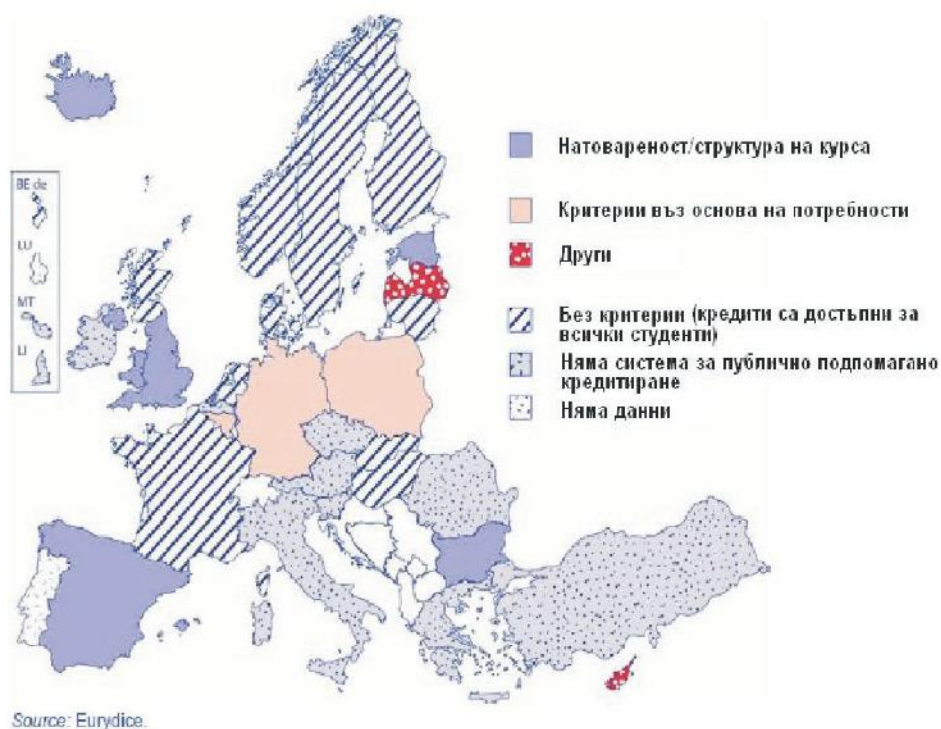 BE de
LU
MT
LI
Натовареност/структура на курса
Критерии въз основа на потребности
Други
Без критерии (кредити са достъпни за
всички студенти)
Няма система за публично подпомагано
кредитиране
Няма данни
Source: Eurydice.